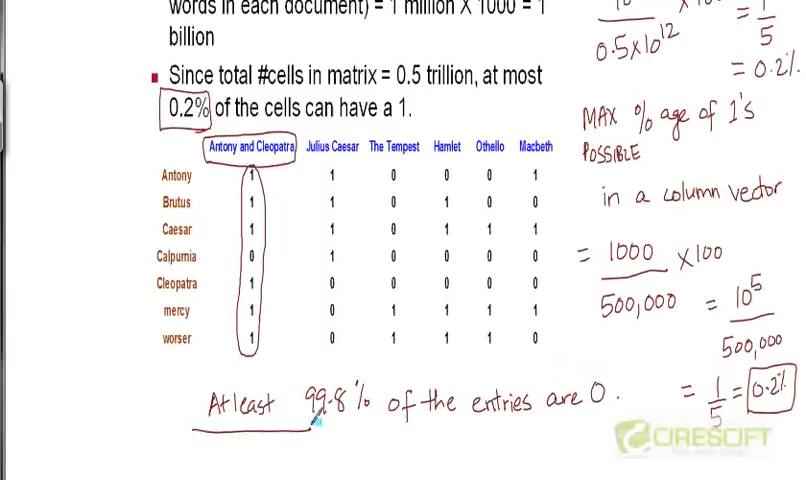 words in each document) = 1 million X 1000 = 1
billion
Since total #cells in matrix = 0.5 trillion, at most
0.2% of the cells can have a 1.
Antony and Cleopatra Julius Caesar The Tempest Hamlet Othello Macbeth
Antony 1 1 0 0 0 1
Brutus 1 1 0 1 0 0
Caesar 1 1 0 1 1 1
Calpurnia 0 1 0 0 0 0
Cleopatra 1 0 0 0 0 0
mercy 1 0 1 1 1 1
worser 1 0 1 1 1 0
At least 99.8% of the entries are 0.
0.5x10^12
= 1/5
= 0.2%
MAX % age of 1's
POSSIBLE
in a column vector
= 1000/500,000 x100
= 10^5/500,000
= 1/5 = 0.2%